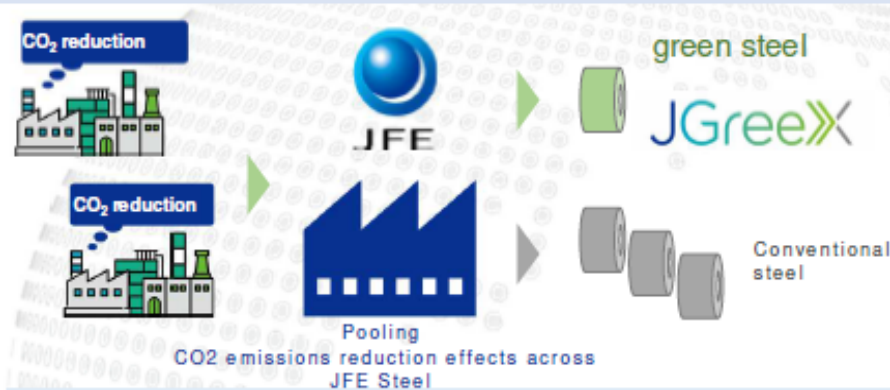 CO₂ reduction
CO₂ reduction
JFE
Pooling
CO2 emissions reduction effects across
JFE Steel
green steel
JGreeX
Conventional
steel